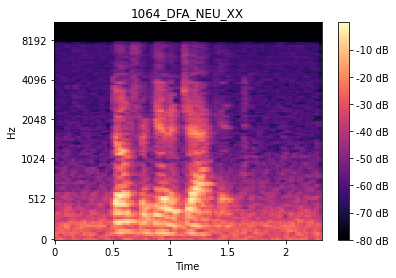 1064_DFA_NEU_XX
8192
4096
2048
1024
512
0
Hz
0 0.5 1 1.5 2
Time
-10 dB
-20 dB
-30 dB
-40 dB
-50 dB
-60 dB
-70 dB
-80 dB